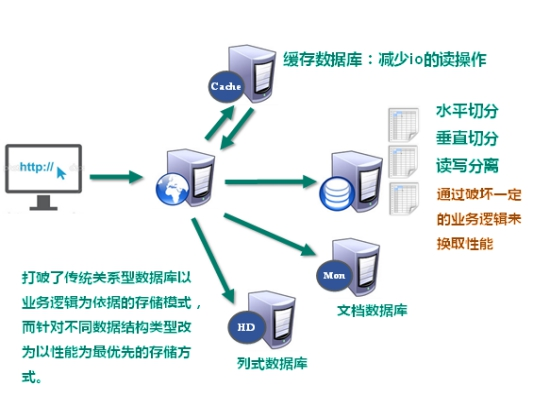 缓存数据库：减少io的读操作
Cache
水平切分
垂直切分
http://
读写分离
通过破坏一定
的业务逻辑来
换取性能
Mon
文档数据库
打破了传统关系型数据库以
业务逻辑为依据的存储模式，
而针对不同数据结构类型改
为以性能为最优先的存储方
式。
HD
列式数据库